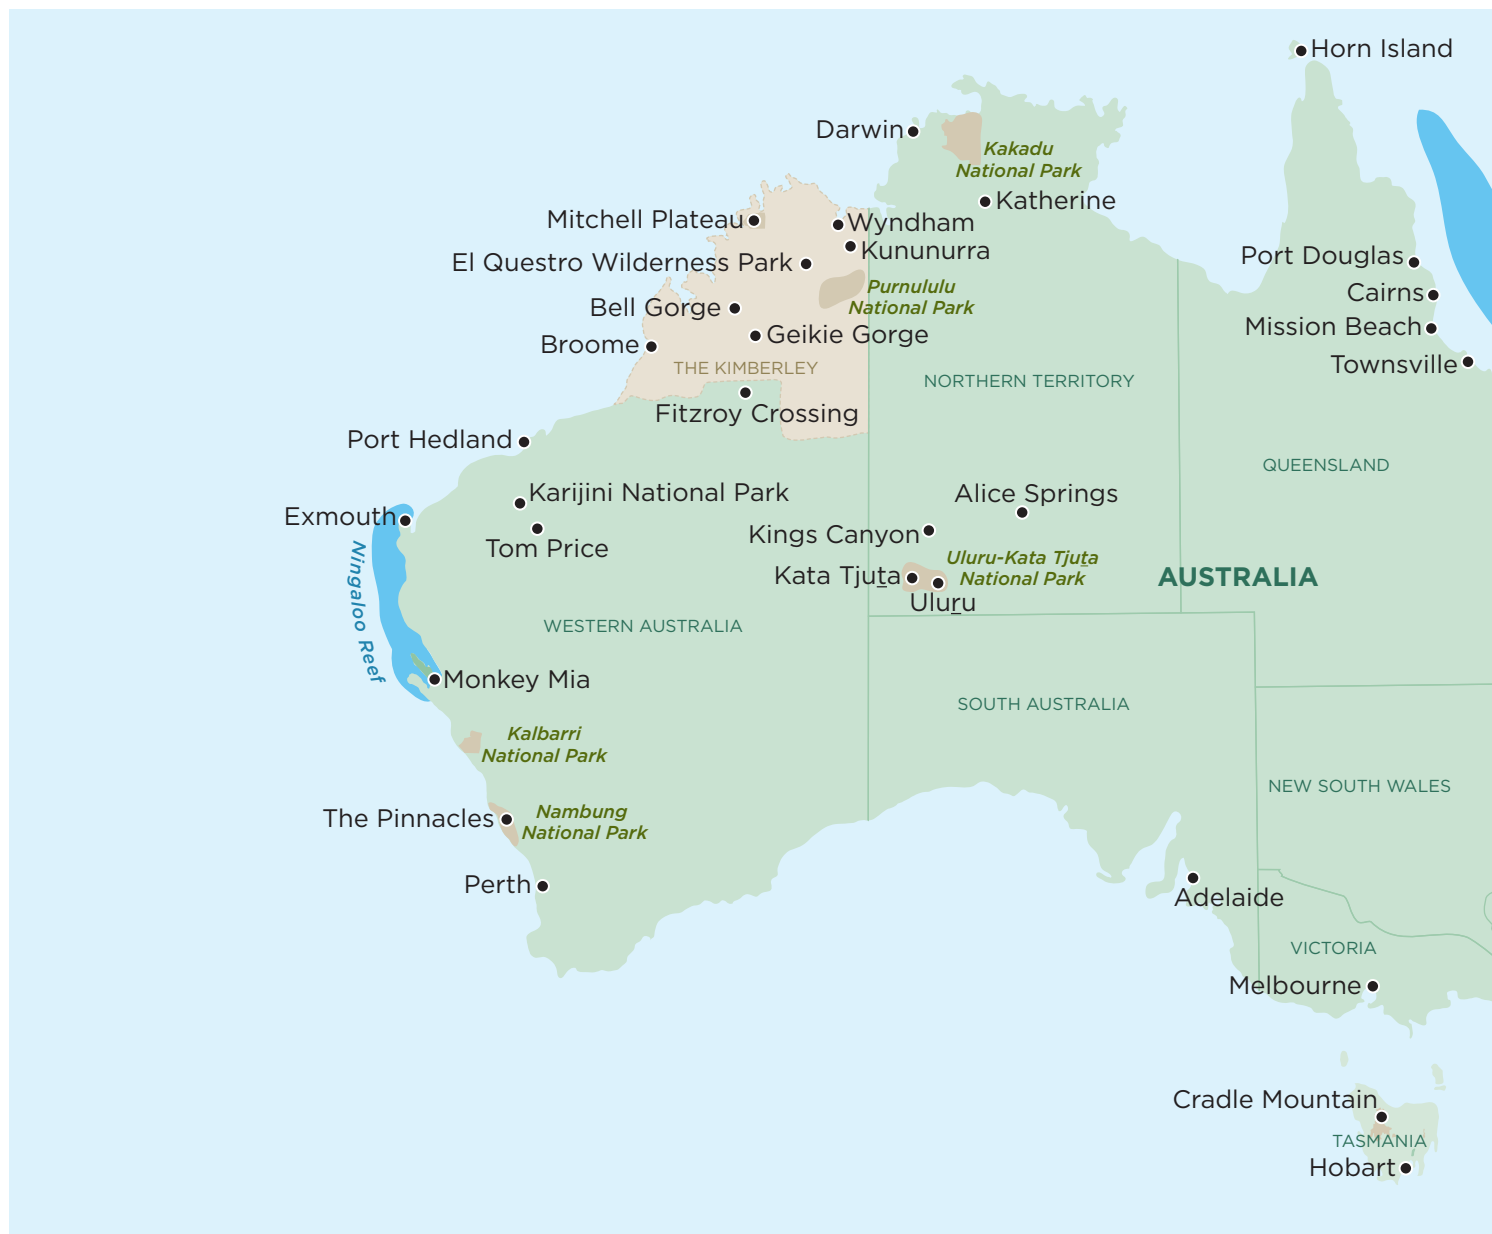 Horn Island
Darwin
Kakadu
National Park
Katherine
Mitchell Plateau
Wyndham
Kununurra
El Questro Wilderness Park
Port Douglas
Purnululu
National Park
Cairns
Bell Gorge
Geikie Gorge
Mission Beach
Broome
THE KIMBERLEY
Townsville
NORTHERN TERRITORY
Fitzroy Crossing
Port Hedland
QUEENSLAND
Karijini National Park
Alice Springs
Exmouth
Kings Canyon
Tom Price
Ningaloo Reef
Uluru-Kata Tjuṯa
National Park
Kata Tjuṯa
AUSTRALIA
Uluṟu
WESTERN AUSTRALIA
Monkey Mia
SOUTH AUSTRALIA
Kalbarri
National Park
NEW SOUTH WALES
The Pinnacles
Nambung
National Park
Perth
Adelaide
VICTORIA
Melbourne
Cradle Mountain
TASMANIA
Hobart